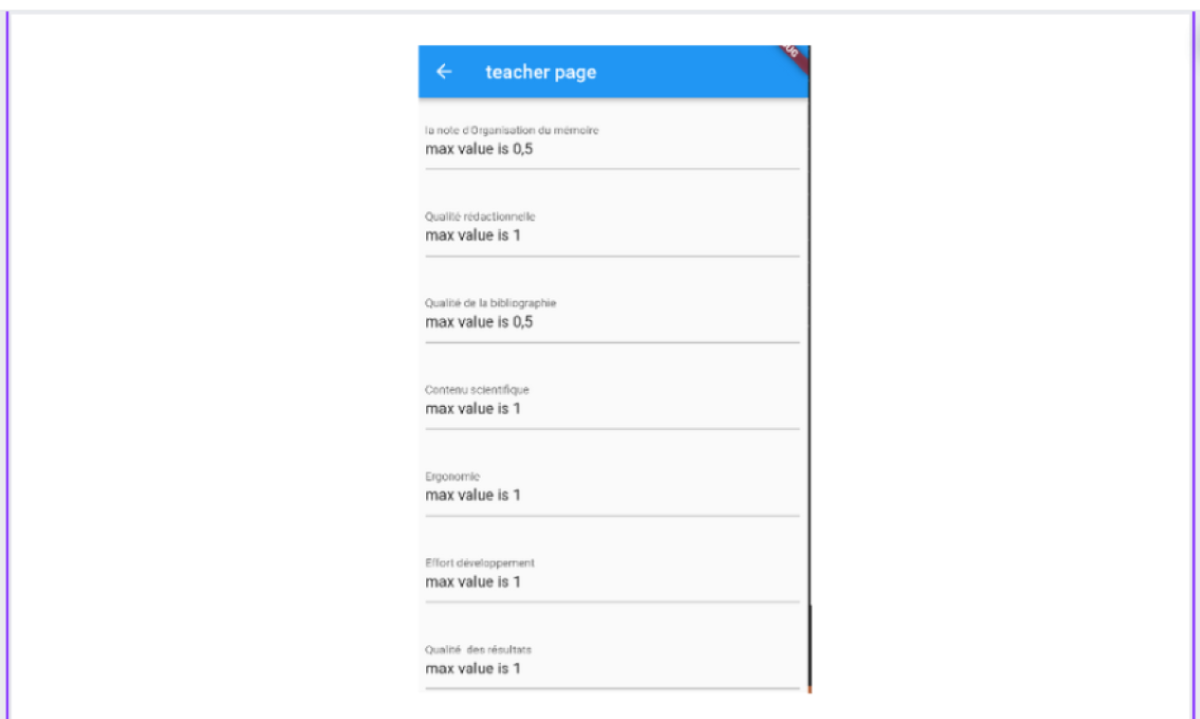 teacher page
la note d'Organisation du mémoire
max value is 0,5
Qualité rédactionnelle
max value is 1
Qualité de la bibliographie
max value is 0,5
Contenu scientifique
max value is 1
Ergonomie
max value is 1
Effort développement
max value is 1
Qualité des résultats
max value is 1